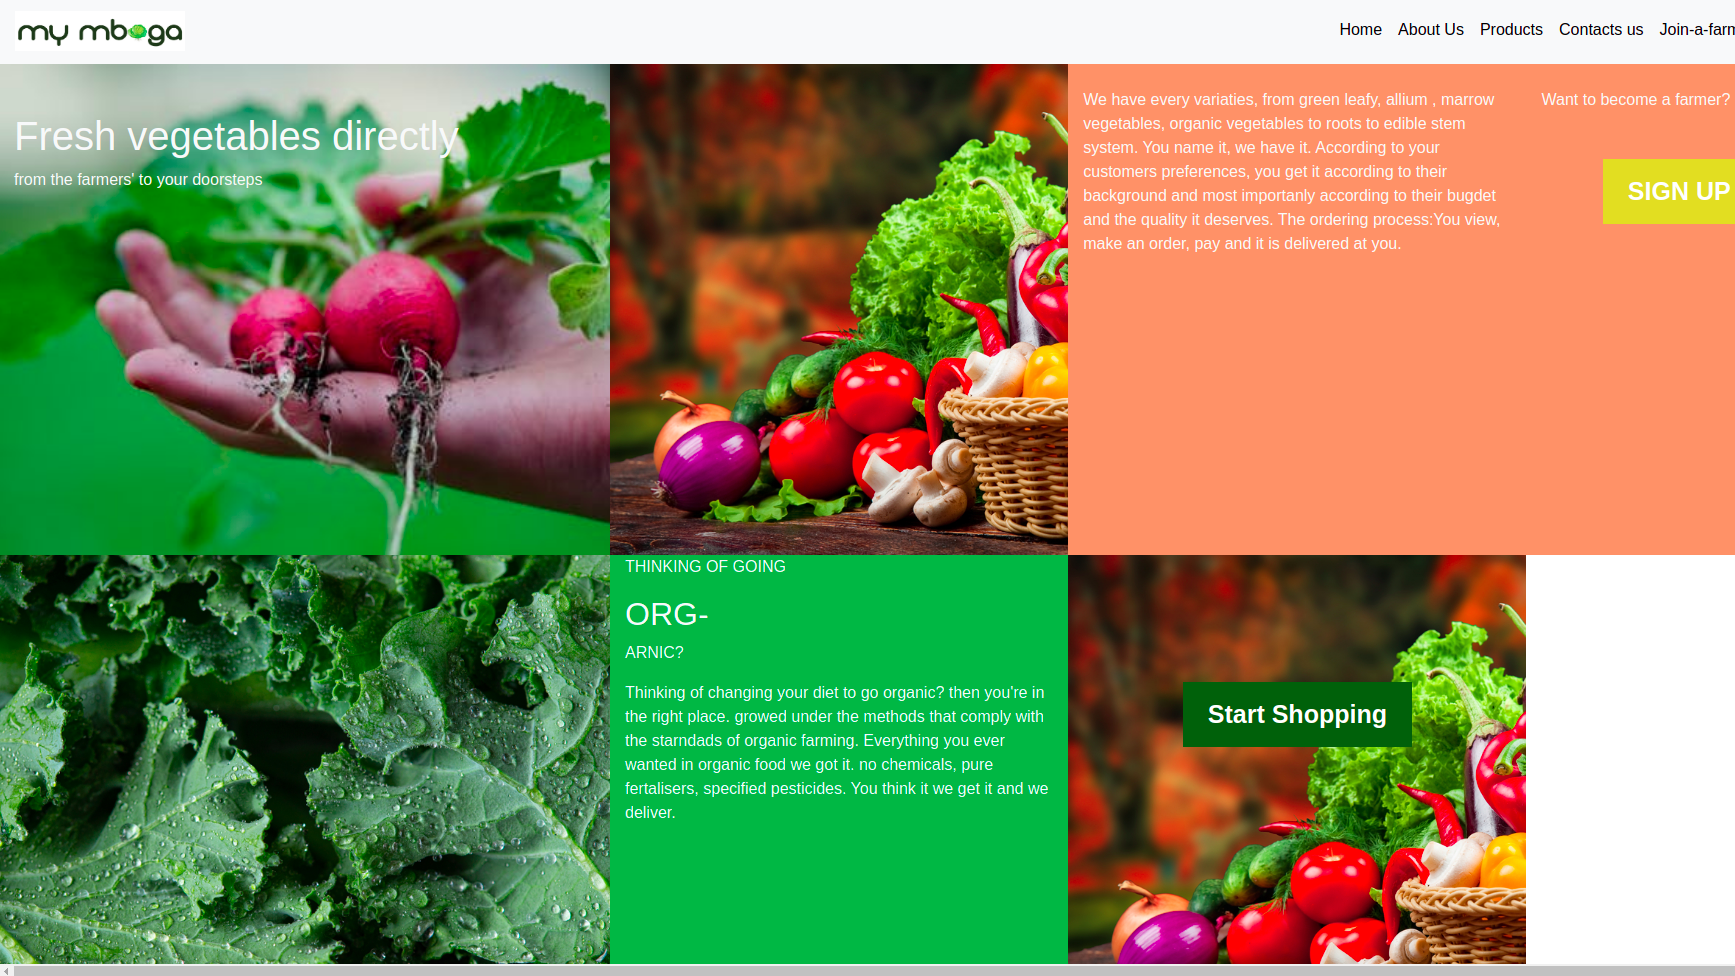 my mboga
Home About Us Products Contacts us Join-a-farm
Fresh vegetables directly
from the farmers' to your doorsteps
We have every variaties, from green leafy, allium , marrow
vegetables, organic vegetables to roots to edible stem
system. You name it, we have it. According to your
customers preferences, you get it according to their
background and most importanly according to their bugdet
and the quality it deserves. The ordering process:You view,
make an order, pay and it is delivered at you.
Want to become a farmer?
SIGN UP
THINKING OF GOING
ORG-
ARNIC?
Thinking of changing your diet to go organic? then you're in
the right place. growed under the methods that comply with
the starndads of organic farming. Everything you ever
wanted in organic food we got it. no chemicals, pure
fertalisers, specified pesticides. You think it we get it and we
deliver.
Start Shopping